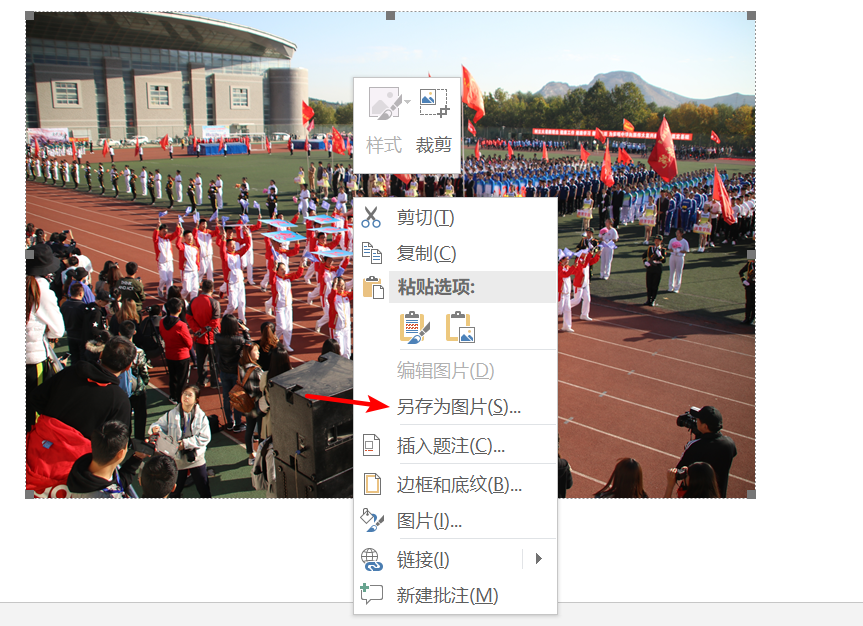 样式 裁剪
剪切(T)
复制(C)
粘贴选项:
编辑图片(D)
另存为图片(S)...
插入题注(C)...
边框和底纹(B)...
图片(I)...
链接(I)
新建批注(M)